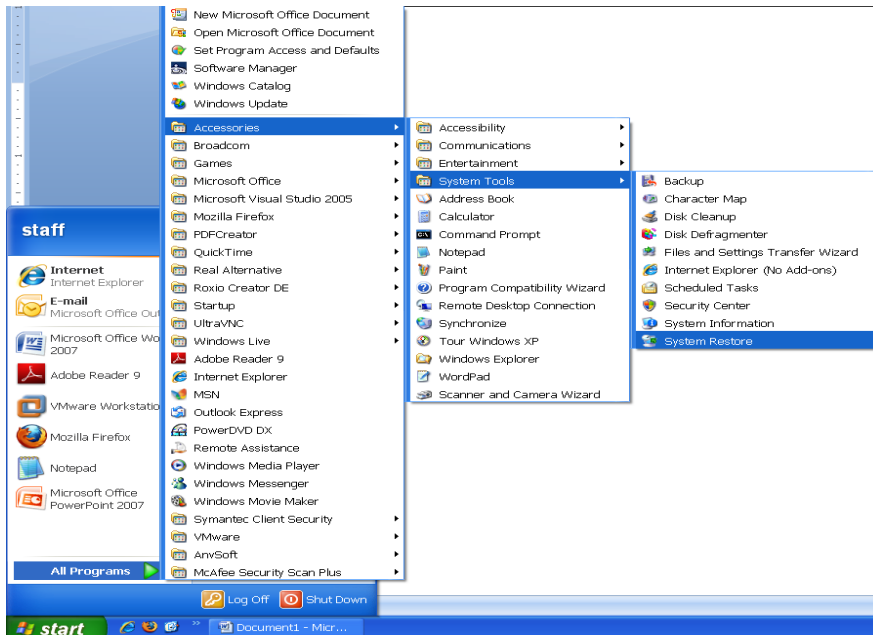 New Microsoft Office Document
Open Microsoft Office Document
Set Program Access and Defaults
Software Manager
Windows Catalog
Windows Update
Accessories
Broadcom
Games
Microsoft Office
Microsoft Visual Studio 2005
Mozilla Firefox
PDFCreator
QuickTime
Real Alternative
Roxio Creator DE
Startup
UltraVNC
Windows Live
Adobe Reader 9
Internet Explorer
MSN
Outlook Express
PowerDVD DX
Remote Assistance
Windows Media Player
Windows Messenger
Windows Movie Maker
Symantec Client Security
VMware
AnvSoft
McAfee Security Scan Plus
Accessibility
Communications
Entertainment
System Tools
Address Book
Calculator
Command Prompt
Notepad
Paint
Program Compatibility Wizard
Remote Desktop Connection
Synchronize
Tour Windows XP
Windows Explorer
WordPad
Scanner and Camera Wizard
Backup
Character Map
Disk Cleanup
Disk Defragmenter
Files and Settings Transfer Wizard
Internet Explorer (No Add-ons)
Scheduled Tasks
Security Center
System Information
System Restore
staff
Internet
Internet Explorer
E-mail
Microsoft Office Out
Microsoft Office Wo
2007
Adobe Reader 9
VMware Workstatio
Mozilla Firefox
Notepad
Microsoft Office
PowerPoint 2007
All Programs
Log Off
Shut Down
start
Document1 - Micr...